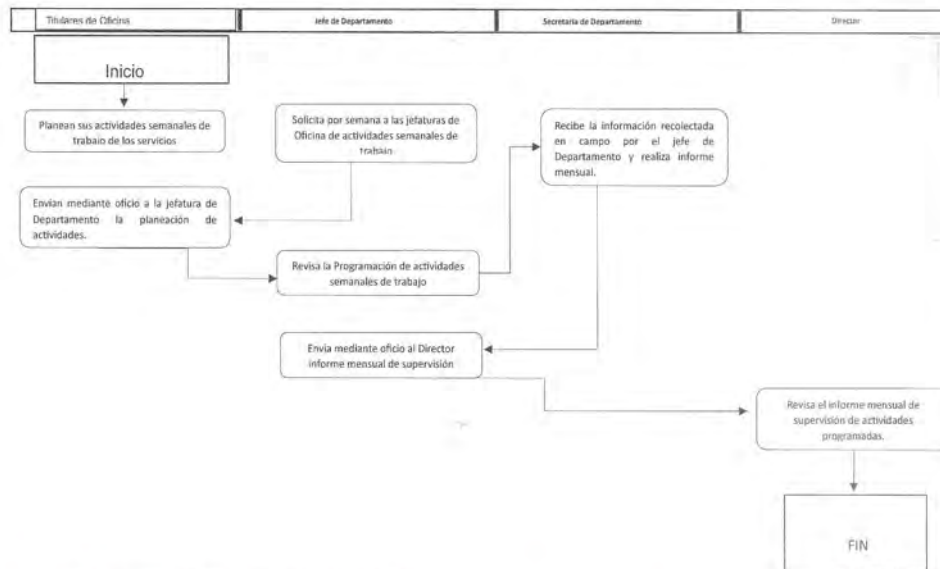 Titulares de Oficina
Jefe de Departamento
Secretaria de Departamento
Director
Inicio
Planean sus actividades semanales de
trabajo de los servicios
Solicita por semana a las jefaturas de
Oficina de actividades semanales de
trabajo
Recibe la información recolectada
en campo por el jefe de
Departamento y realiza informe
mensual.
Envían mediante oficio a la jefatura de
Departamento la planeación de
actividades.
Revisa la Programación de actividades
semanales de trabajo
Envia mediante oficio al Director
informe mensual de supervisión
Revisa el informe mensual de
supervisión de actividades
programadas.
FIN